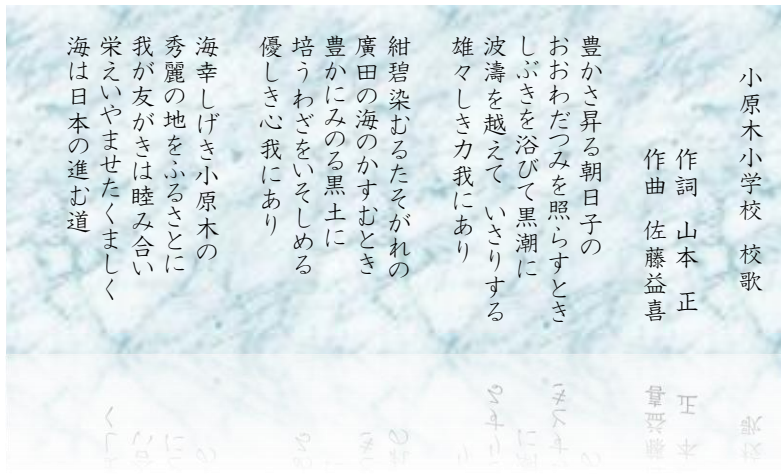 小原木小学校　校歌
作詞　山本　正
作曲　佐藤益喜
豊かさ昇る朝日子の
おおわだつみを照らすとき
しぶきを浴びて黒潮に
波濤を越えて　いさりする
雄々しき力我にあり
紺碧染むるたそがれの
廣田の海のかすむとき
豊かにみのる黒土に
培うわざをいそしめる
優しき心我にあり
海幸しげき小原木の
秀麗の地をふるさとに
我が友がきは睦み合い
栄えいやませたくましく
海は日本の進む道